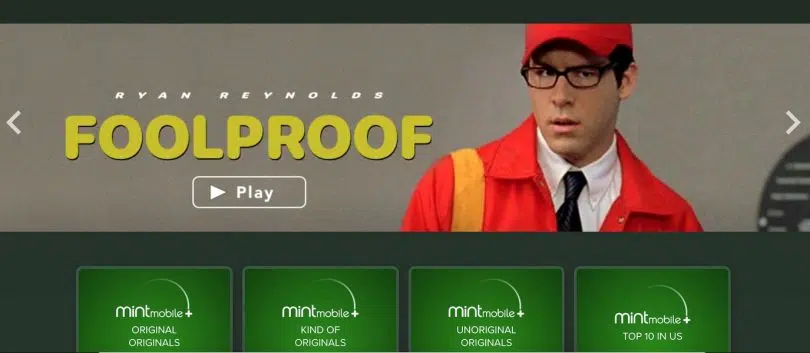 RYAN REYNOLDS
FOOLPROOF
Play
mintmobile+
ORIGINAL
ORIGINALS
mintmobile+
KIND OF
ORIGINALS
mintmobile+
UNORIGINAL
ORIGINALS
mintmobile+
TOP 10 IN US